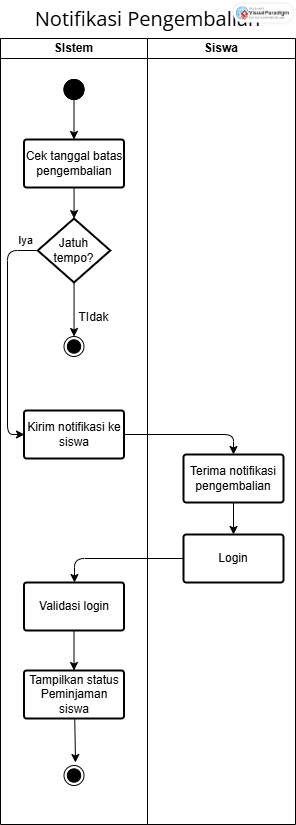 Notifikasi Pengembalian
VisualParadigm
SIstem
Siswa
Cek tanggal batas
pengembalian
Iya
Jatuh
tempo?
TIdak
Kirim notifikasi ke
siswa
Terima notifikasi
pengembalian
Login
Validasi login
Tampilkan status
Peminjaman
siswa